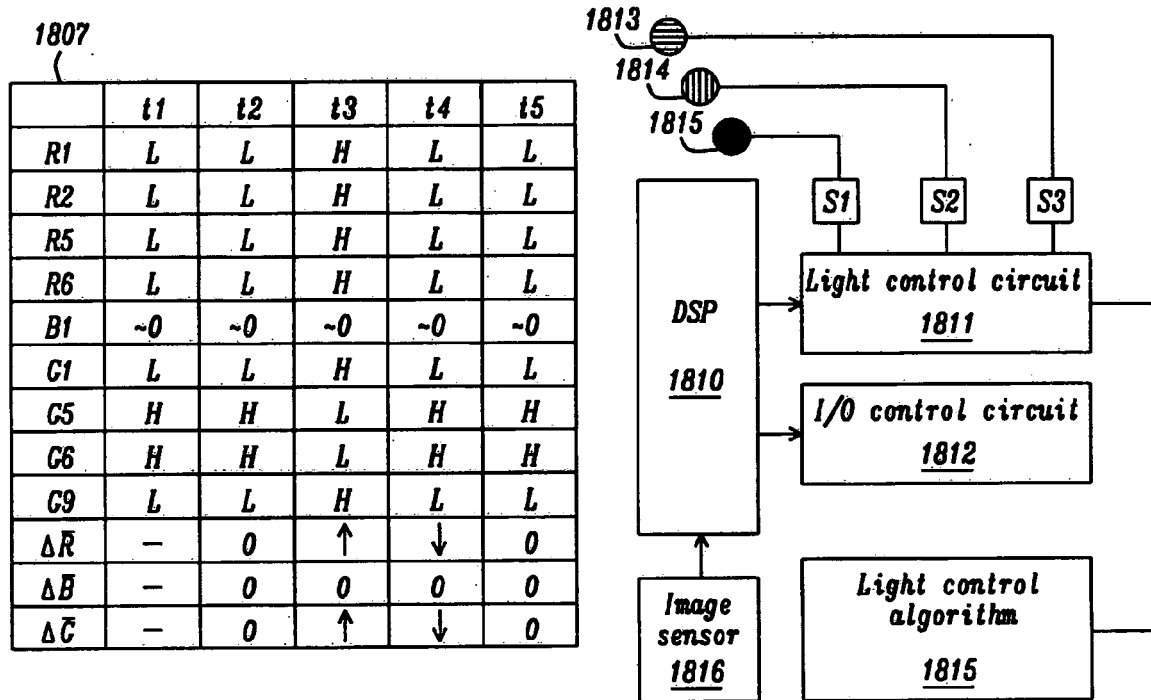 1807
t1 t2 t3 t4 t5
R1 L L H L L
R2 L L H L L
R5 L L H L L
R6 L L H L L
B1 ~0 ~0 ~0 ~0 ~0
G1 L L H L L
G5 H H L H H
G6 H H L H H
G9 L L H L L
ΔR̅ — 0 ↑ ↓ 0
ΔB̅ — 0 0 0 0
ΔG̅ — 0 ↑ ↓ 0
1813
1814
1815
S1 S2 S3
DSP
1810
Light control circuit
1811
I/O control circuit
1812
Image
sensor
1816
Light control
algorithm
1815